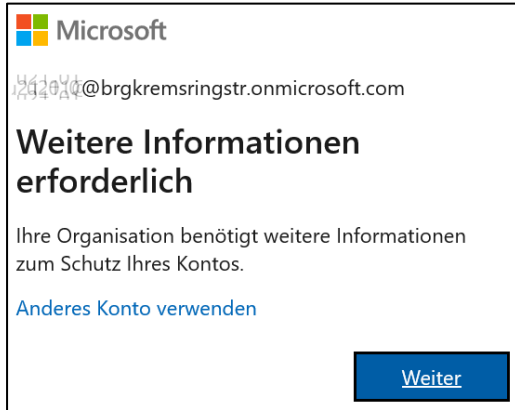 Microsoft
@brgkremsringstr.onmicrosoft.com
Weitere Informationen
erforderlich
Ihre Organisation benötigt weitere Informationen
zum Schutz Ihres Kontos.
Anderes Konto verwenden
Weiter